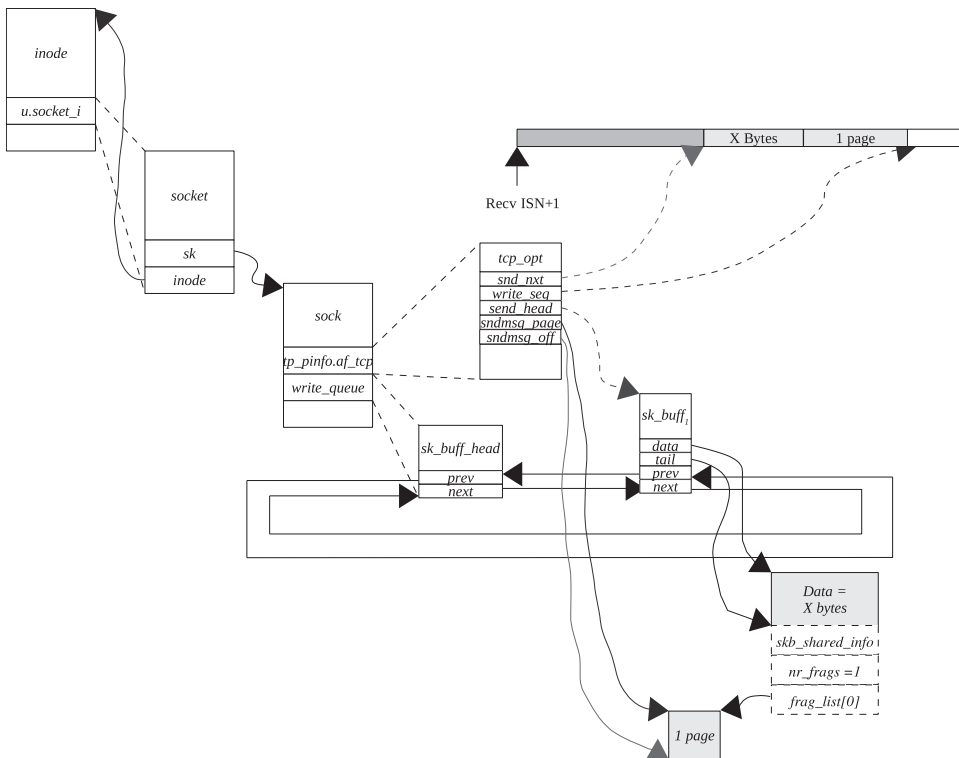 inode
u.socket_i
X Bytes
1 page
Recv ISN+1
socket
sk
inode
tcp_opt
snd_nxt
write_seq
send_head
sndmsg_page
sndmsg_off
sock
tp_pinfo.af_tcp
write_queue
sk_buff1
data
tail
prev
next
sk_buff_head
prev
next
Data =
X bytes
skb_shared_info
nr_frags =1
frag_list[0]
1 page